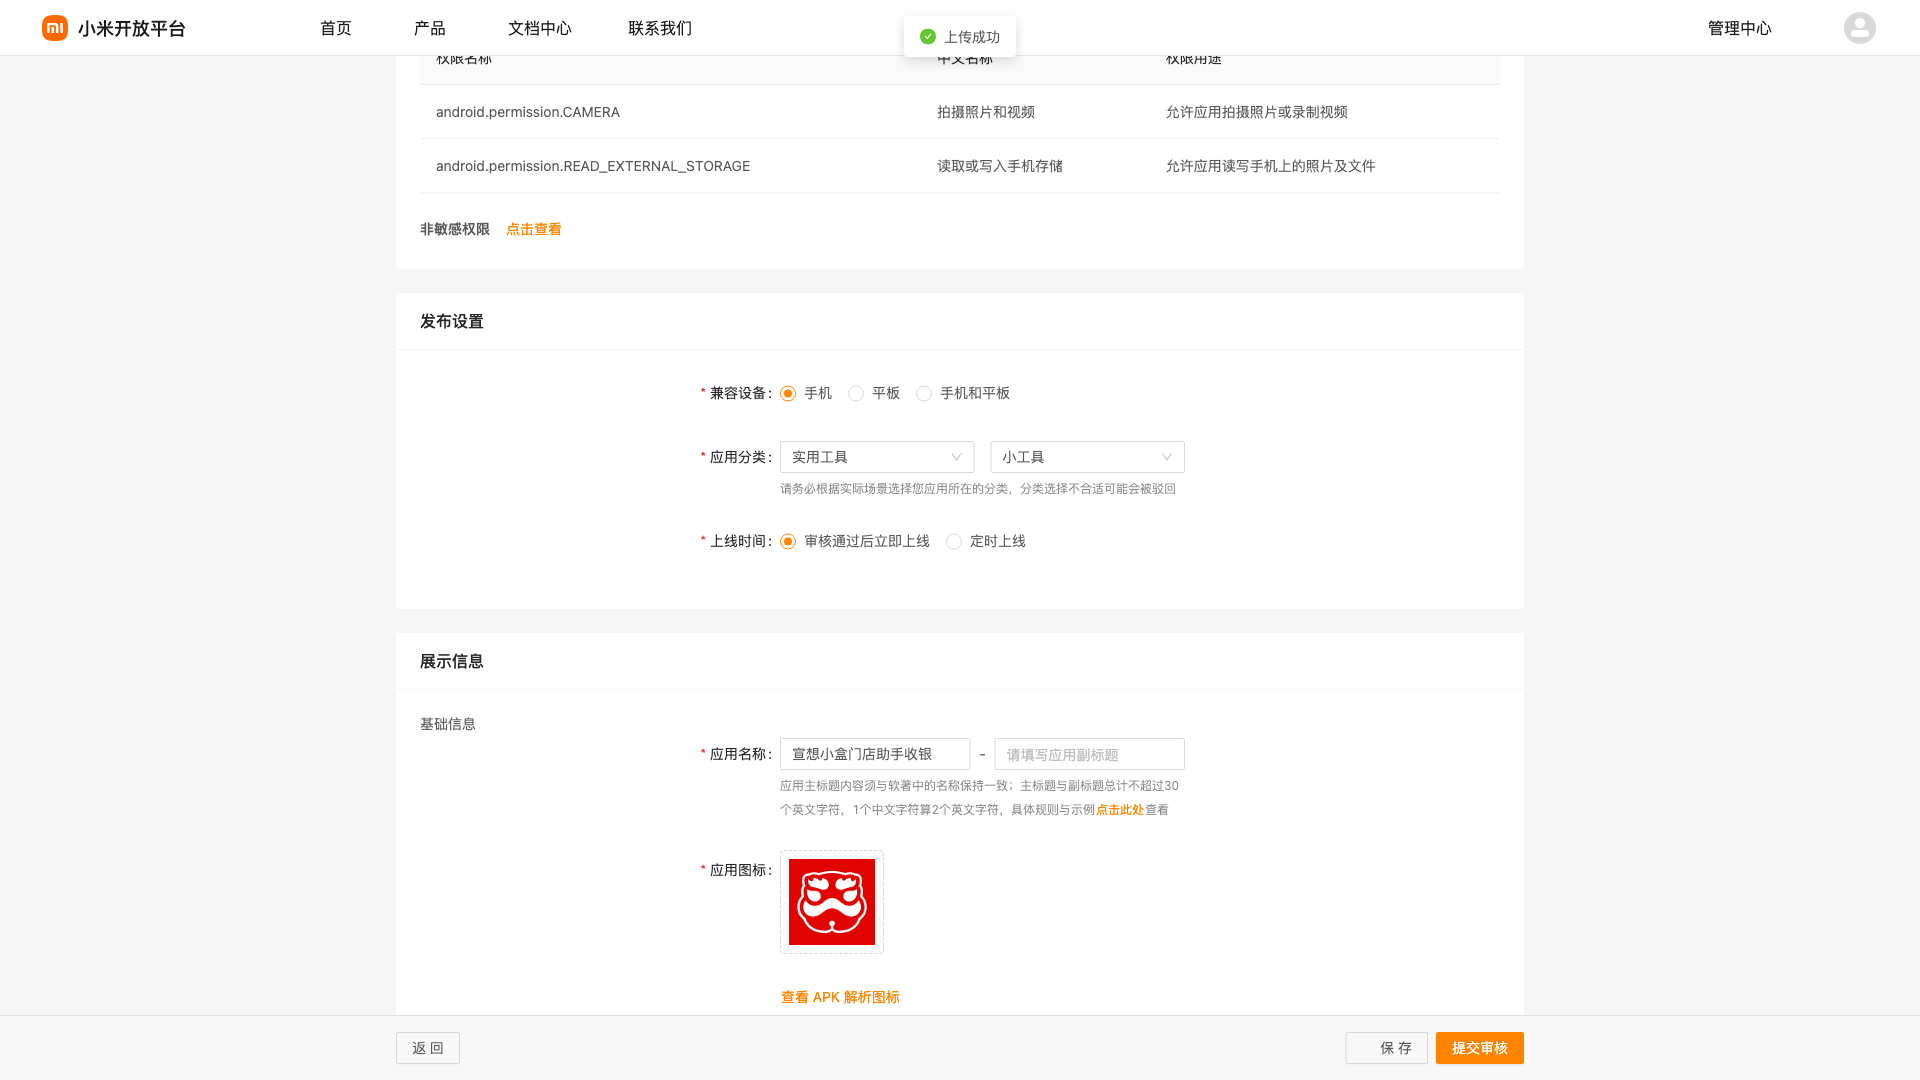 小米开放平台
首页
产品
文档中心
联系我们
上传成功
管理中心
权限名称
中文名称
权限用途
android.permission.CAMERA
拍摄照片和视频
允许应用拍摄照片或录制视频
android.permission.READ_EXTERNAL_STORAGE
读取或写入手机存储
允许应用读写手机上的照片及文件
非敏感权限 点击查看
发布设置
* 兼容设备: 手机 平板 手机和平板
* 应用分类: 实用工具 小工具
请务必根据实际场景选择您应用所在的分类，分类选择不合适可能会被驳回
* 上线时间: 审核通过后立即上线 定时上线
展示信息
基础信息
* 应用名称: 宣想小盒门店助手收银 - 请填写应用副标题
应用主标题内容须与软著中的名称保持一致；主标题与副标题总计不超过30
个英文字符，1个中文字符算2个英文字符，具体规则与示例点击此处查看
* 应用图标:
查看 APK 解析图标
返 回
保 存
提交审核